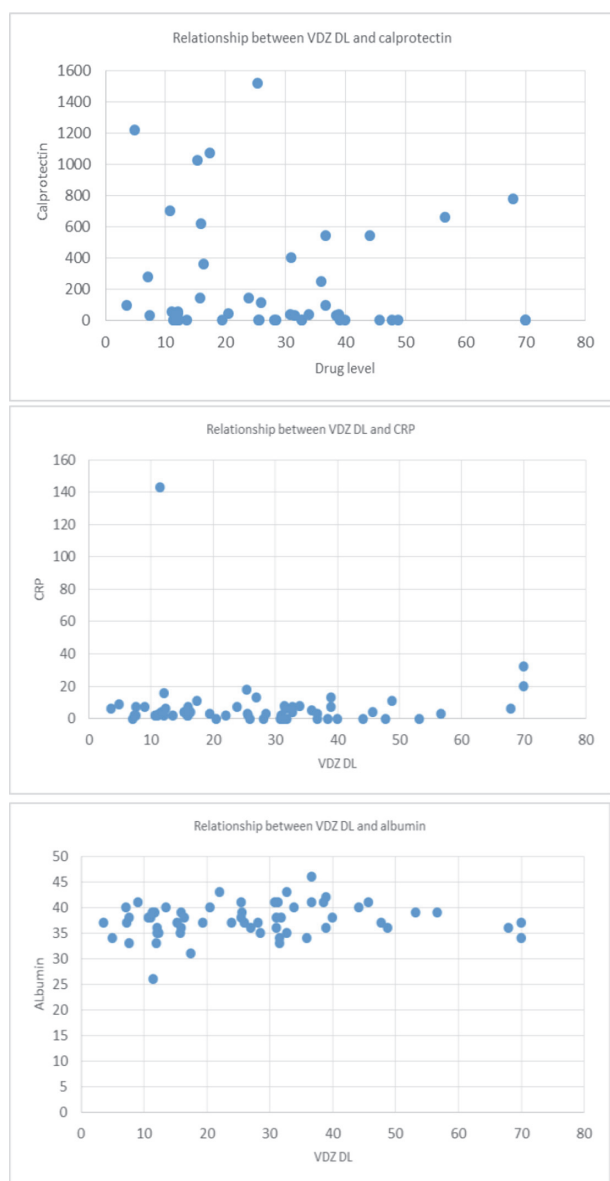 Relationship between VDZ DL and calprotectin
1600
1400
1200
1000
800
600
400
200
0
Calprotectin
0 10 20 30 40 50 60 70 80
Drug level
Relationship between VDZ DL and CRP
160
140
120
100
80
60
40
20
0
CRP
0 10 20 30 40 50 60 70 80
VDZ DL
Relationship between VDZ DL and albumin
50
45
40
35
30
25
20
15
10
5
0
ALbumin
0 10 20 30 40 50 60 70 80
VDZ DL